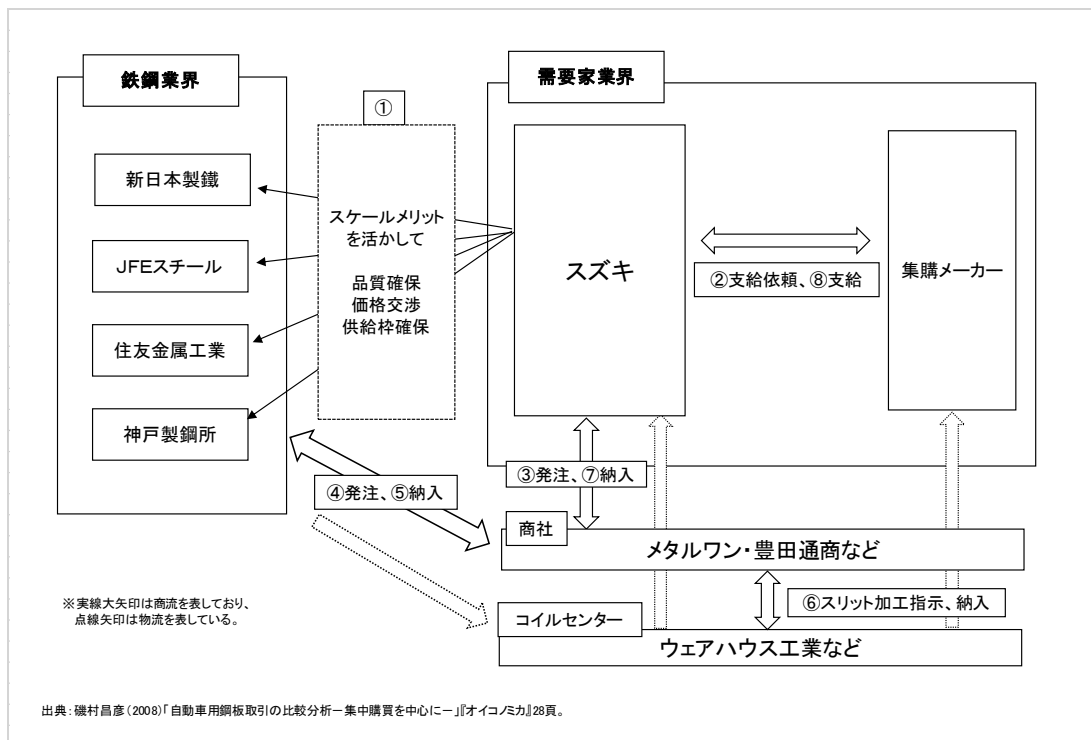 鉄鋼業界
新日本製鐵
JFEスチール
住友金属工業
神戸製鋼所
①
スケールメリット
を活かして
品質確保
価格交渉
供給枠確保
需要家業界
スズキ
②支給依頼、⑧支給
集購メーカー
③発注、⑦納入
④発注、⑤納入
商社
メタルワン・豊田通商など
⑥スリット加工指示、納入
コイルセンター
ウェアハウス工業など
※実線大矢印は商流を表しており、
点線矢印は物流を表している。
出典:磯村昌彦(2008)「自動車用鋼板取引の比較分析-集中購買を中心に-」『オイコノミカ』28頁。